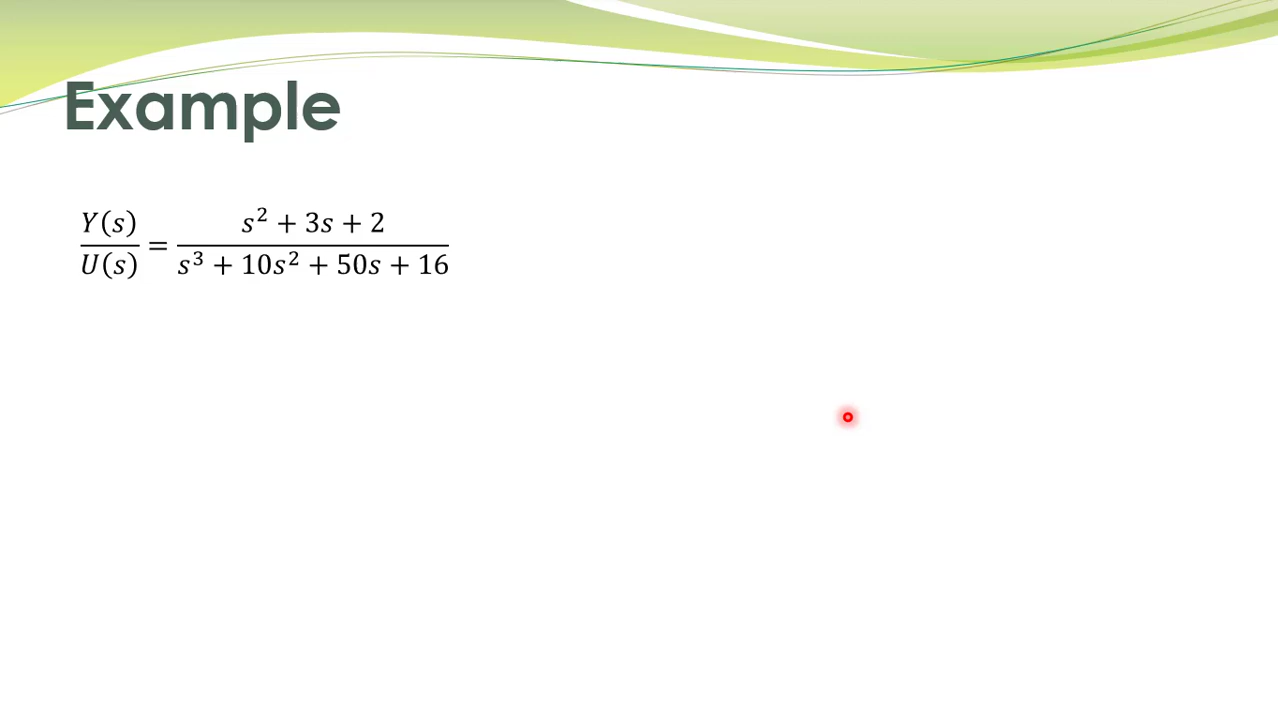 Example
Y(s)/U(s) = (s² + 3s + 2)/(s³ + 10s² + 50s + 16)